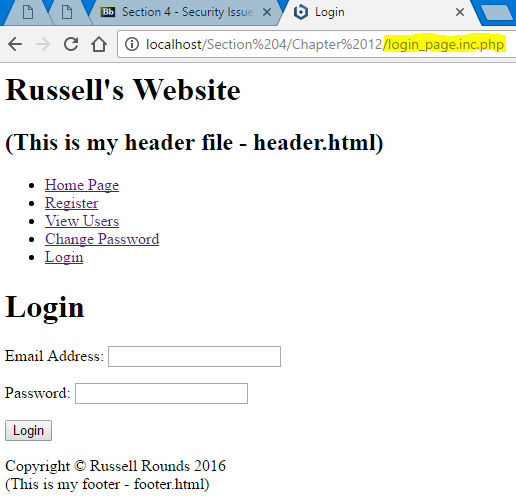 Bb Section 4 - Security Issue
Login
localhost/Section%204/Chapter%2012/login_page.inc.php
Russell's Website
(This is my header file - header.html)
Home Page
Register
View Users
Change Password
Login
Login
Email Address:
Password:
Login
Copyright © Russell Rounds 2016
(This is my footer - footer.html)